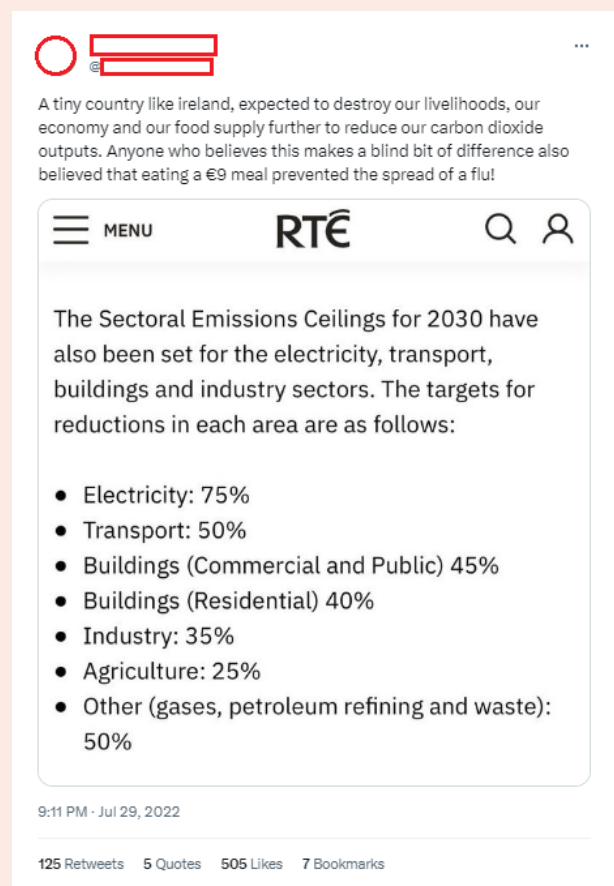 ...
@
A tiny country like ireland, expected to destroy our livelihoods, our
economy and our food supply further to reduce our carbon dioxide
outputs. Anyone who believes this makes a blind bit of difference also
believed that eating a €9 meal prevented the spread of a flu!
MENU RTÉ
The Sectoral Emissions Ceilings for 2030 have
also been set for the electricity, transport,
buildings and industry sectors. The targets for
reductions in each area are as follows:
● Electricity: 75%
● Transport: 50%
● Buildings (Commercial and Public) 45%
● Buildings (Residential) 40%
● Industry: 35%
● Agriculture: 25%
● Other (gases, petroleum refining and waste):
50%
9:11 PM · Jul 29, 2022
125 Retweets 5 Quotes 505 Likes 7 Bookmarks